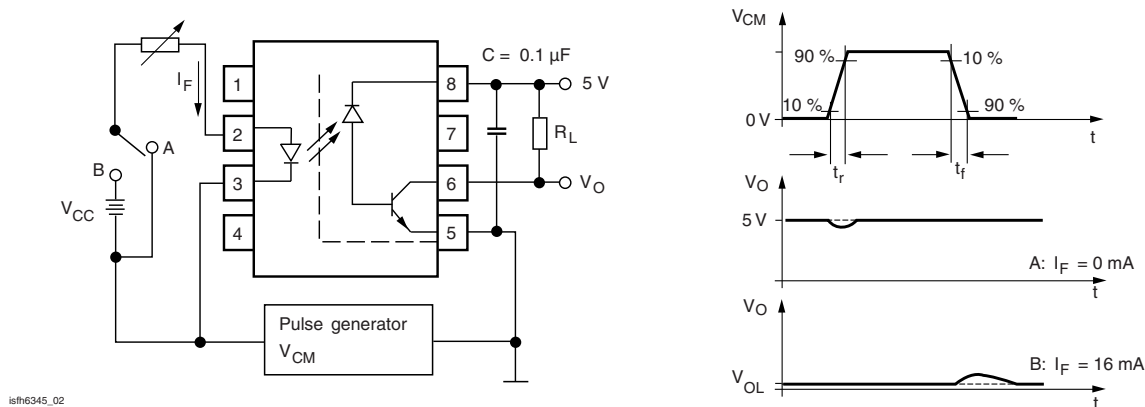 C = 0.1 µF
I_F
1
2
3
4
8
7
6
5
5 V
R_L
V_O
A
B
V_CC
Pulse generator
V_CM
isfh6345_02
V_CM
90 %
10 %
10 %
90 %
0 V
t
t_r
t_f
V_O
5 V
A: I_F = 0 mA
t
V_O
V_OL
B: I_F = 16 mA
t